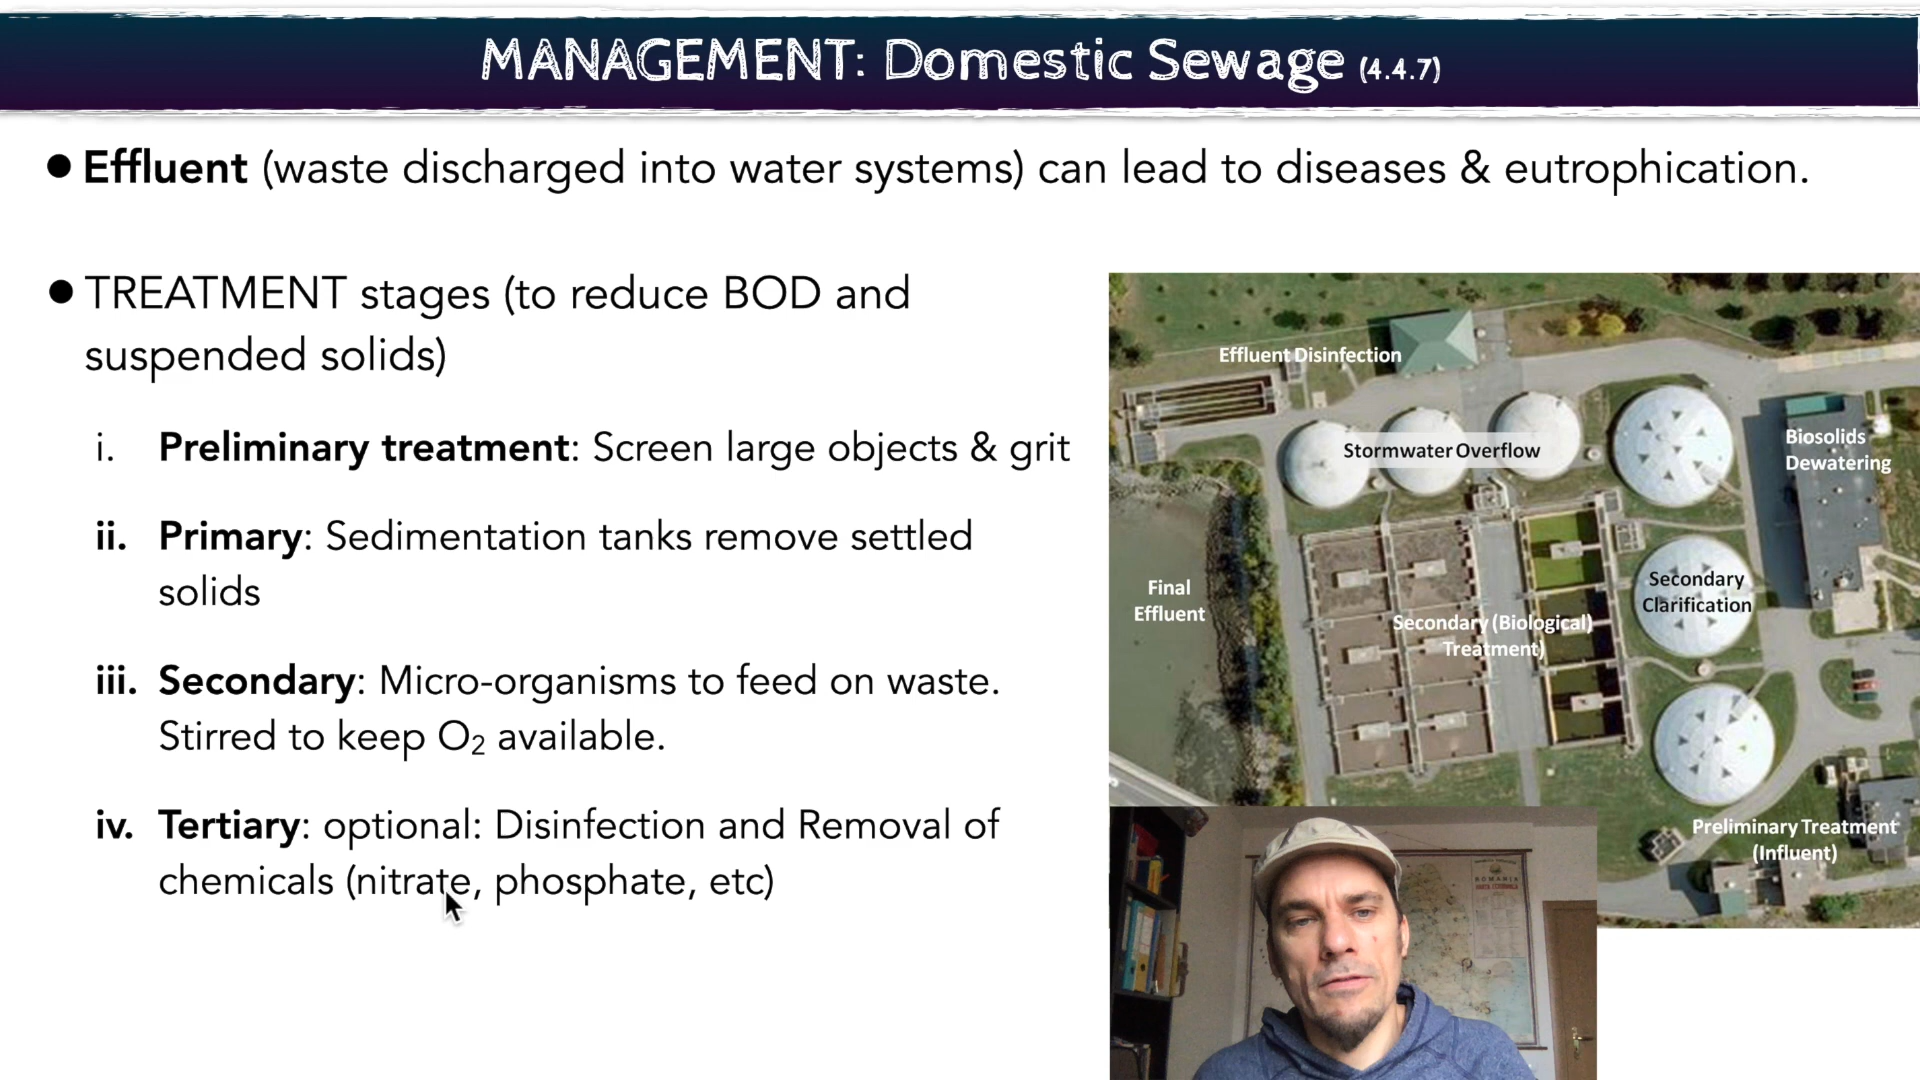 MANAGEMENT: Domestic Sewage (4.4.7)
● Effluent (waste discharged into water systems) can lead to diseases & eutrophication.
● TREATMENT stages (to reduce BOD and
suspended solids)
i. Preliminary treatment: Screen large objects & grit
ii. Primary: Sedimentation tanks remove settled
solids
iii. Secondary: Micro-organisms to feed on waste.
Stirred to keep O₂ available.
iv. Tertiary: optional: Disinfection and Removal of
chemicals (nitrate, phosphate, etc)
Effluent Disinfection
Stormwater Overflow
Biosolids
Dewatering
Final
Effluent
Secondary (Biological)
Treatment)
Secondary
Clarification
Preliminary Treatment
(Influent)
ROMANIA